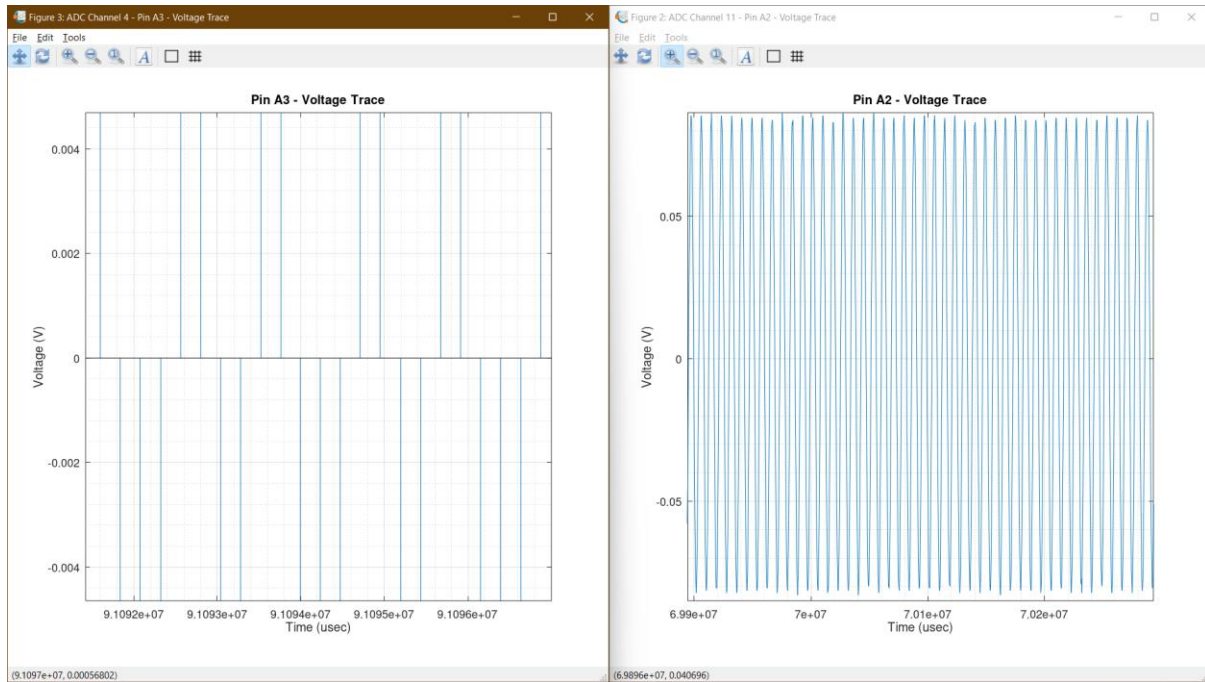 Figure 3: ADC Channel 4 - Pin A3 - Voltage Trace
File Edit Tools
A
Pin A3 - Voltage Trace
0.004
0.002
0
-0.002
-0.004
Voltage (V)
9.1092e+07 9.1093e+07 9.1094e+07 9.1095e+07 9.1096e+07
Time (usec)
(9.1097e+07, 0.00056802)
Figure 2: ADC Channel 11 - Pin A2 - Voltage Trace
File Edit Tools
A
Pin A2 - Voltage Trace
0.05
0
-0.05
Voltage (V)
6.99e+07 7e+07 7.01e+07 7.02e+07
Time (usec)
(6.9896e+07, 0.040696)